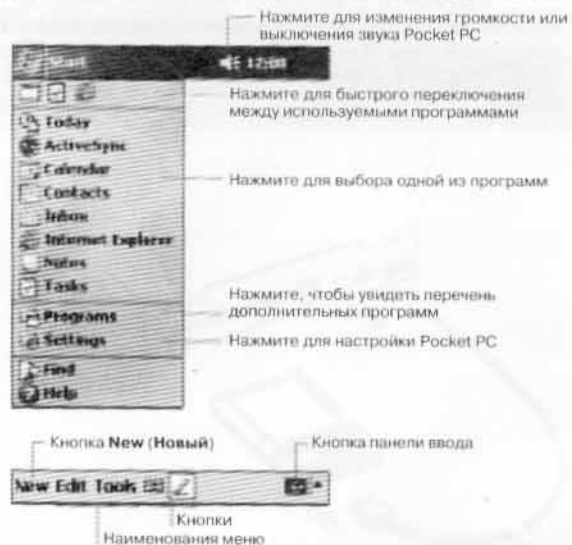 Нажмите для изменения громкости или
выключения звука Pocket PC
Start 12:00
Нажмите для быстрого переключения
между используемыми программами
Today
ActiveSync
Calendar
Нажмите для выбора одной из программ
Contacts
Inbox
Internet Explorer
Notes
Tasks
Нажмите, чтобы увидеть перечень
дополнительных программ
Programs
Settings
Нажмите для настройки Pocket PC
Find
Help
Кнопка New (Новый)
Кнопка панели ввода
New Edit Tools
Кнопки
Наименования меню